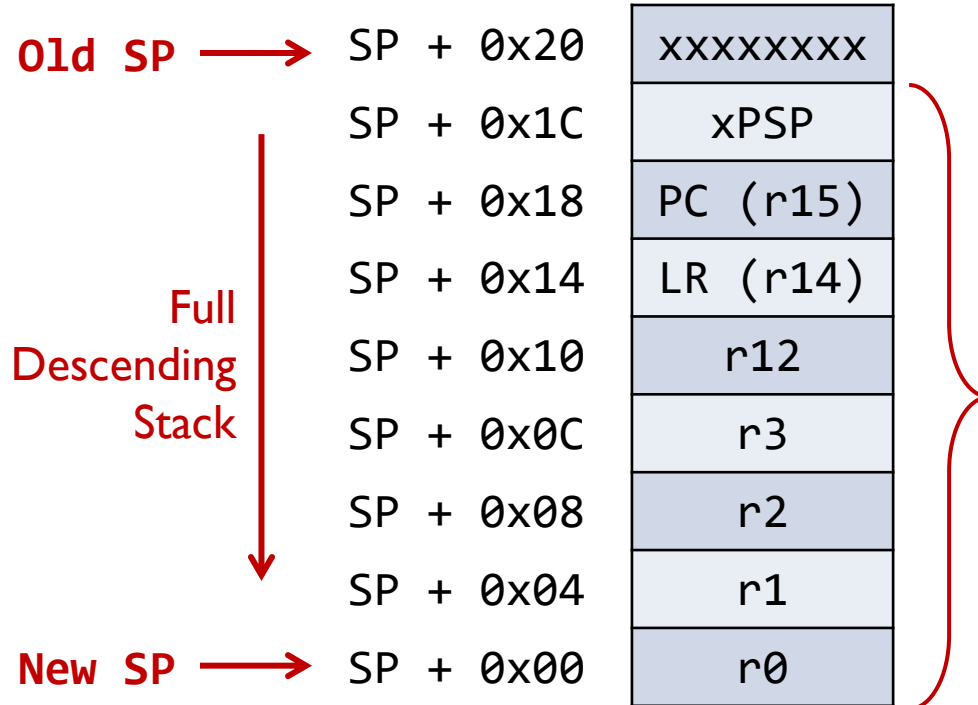 Old SP SP + 0x20 xxxxxxxx
SP + 0x1C xPSP
SP + 0x18 PC (r15)
SP + 0x14 LR (r14)
Full
Descending
Stack
SP + 0x10 r12
SP + 0x0C r3
SP + 0x08 r2
SP + 0x04 r1
New SP SP + 0x00 r0